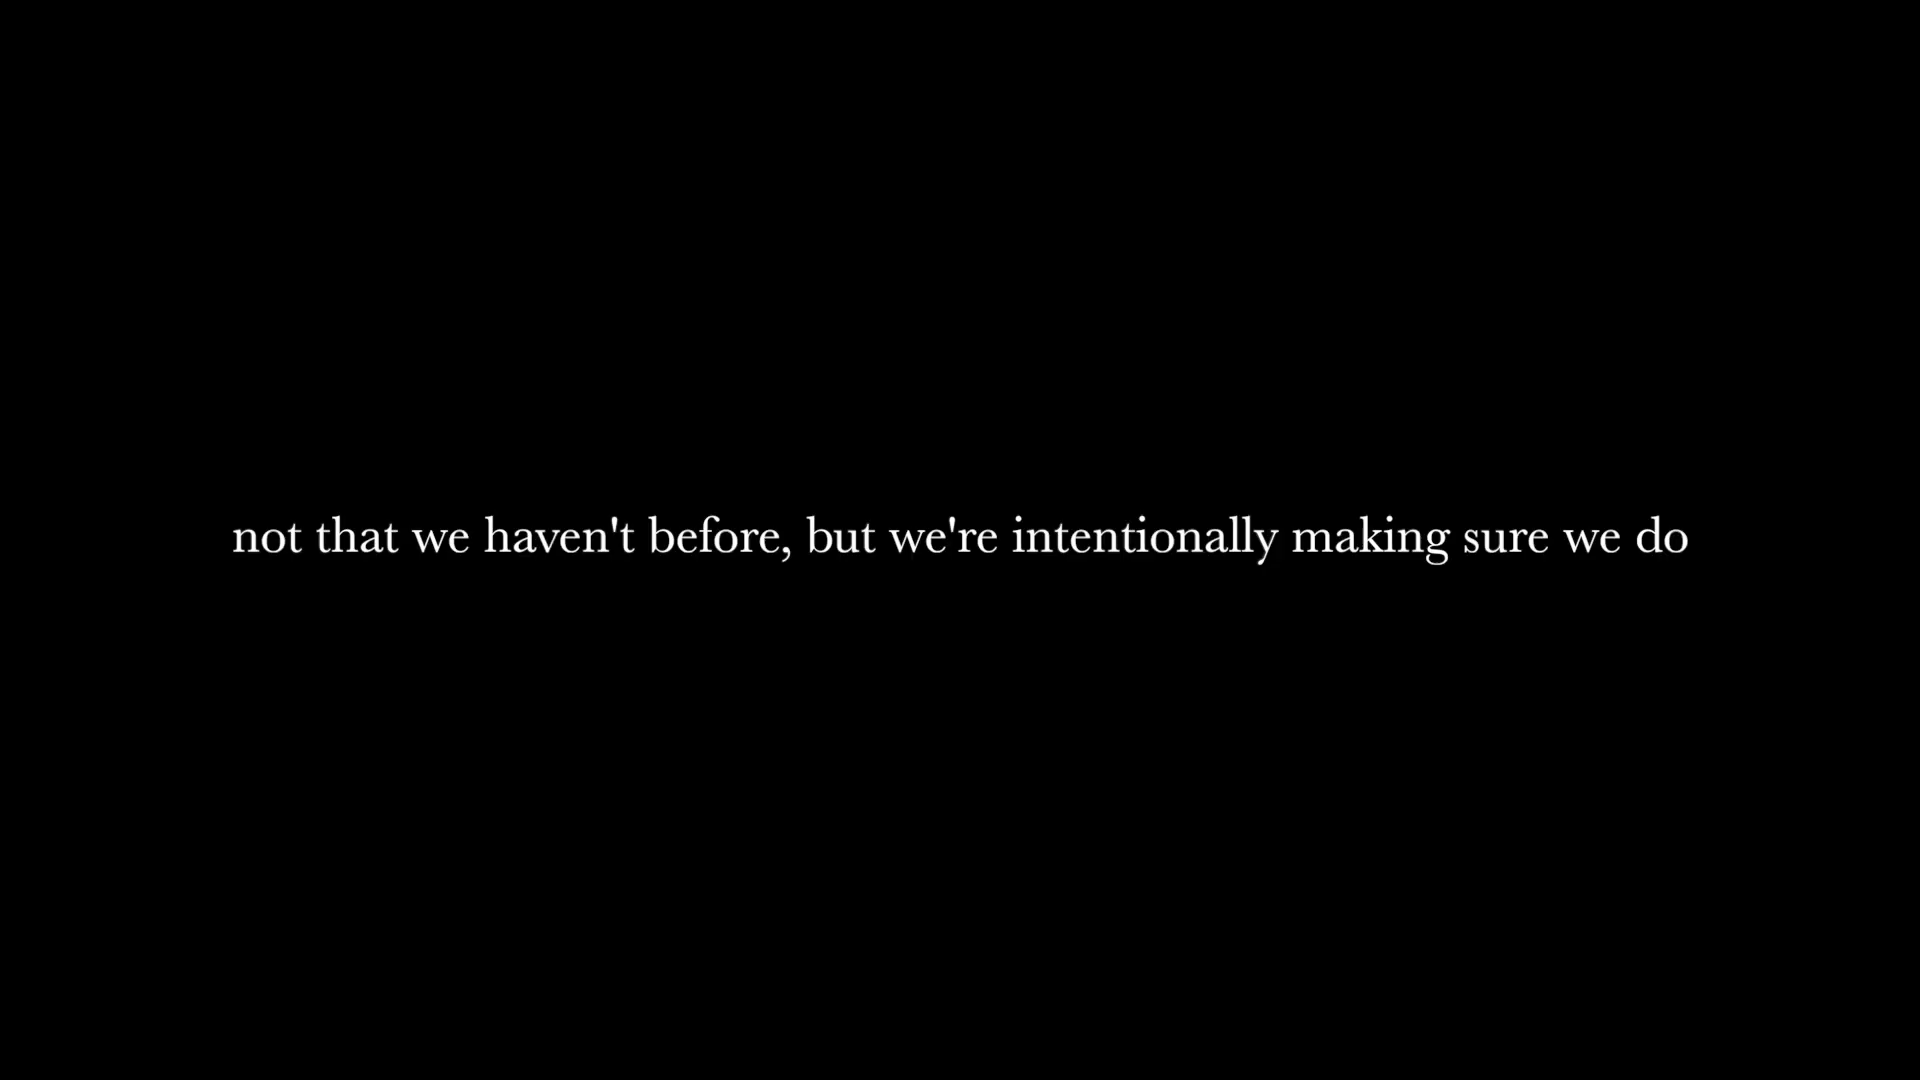 not that we haven't before, but we're intentionally making sure we do